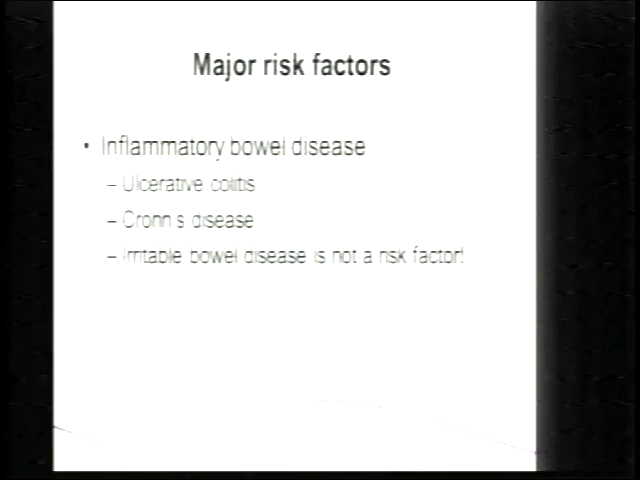 Major risk factors
• Inflammatory bowel disease
– Ulcerative colitis
– Crohn's disease
– Irritable bowel disease is not a risk factor!